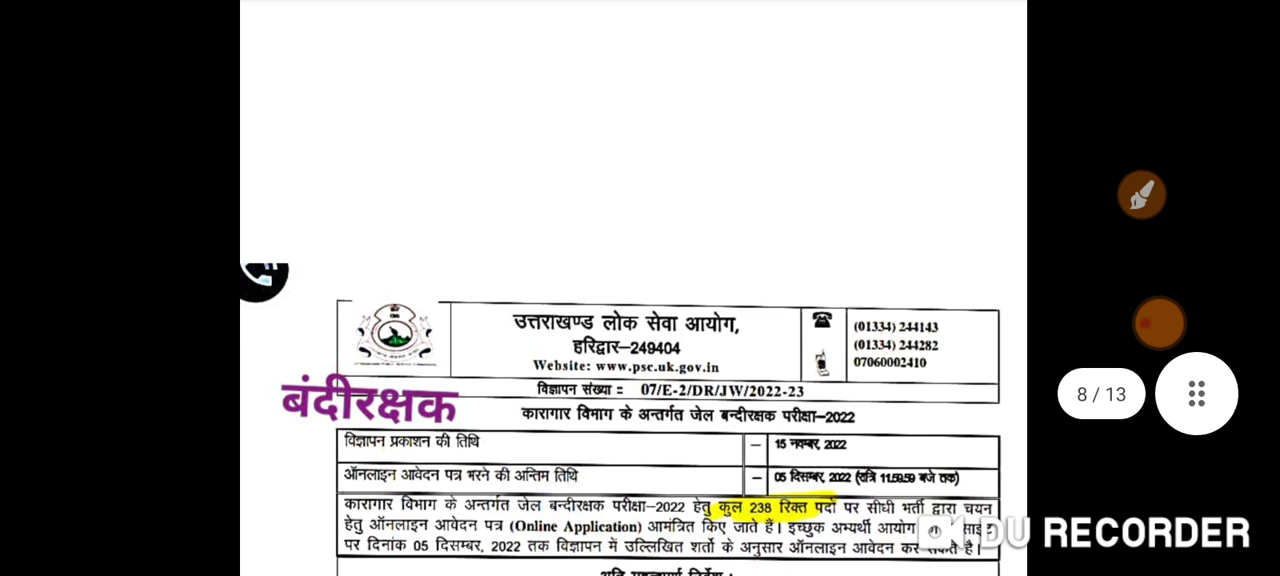 उत्तराखण्ड लोक सेवा आयोग,
हरिद्वार–249404
Website: www.psc.uk.gov.in
(01334) 244143
(01334) 244282
07060002410
विज्ञापन संख्या : 07/E-2/DR/JW/2022-23
बंदीरक्षक
कारागार विभाग के अन्तर्गत जेल बन्दीरक्षक परीक्षा–2022
विज्ञापन प्रकाशन की तिथि – 15 नवम्बर, 2022
ऑनलाइन आवेदन पत्र भरने की अन्तिम तिथि – 05 दिसम्बर, 2022 (रात्रि 11.59.59 बजे तक)
कारागार विभाग के अन्तर्गत जेल बन्दीरक्षक परीक्षा–2022 हेतु कुल 238 रिक्त पदों पर सीधी भर्ती द्वारा चयन
हेतु ऑनलाइन आवेदन पत्र (Online Application) आमंत्रित किए जाते हैं। इच्छुक अभ्यर्थी आयोग साइट
पर दिनांक 05 दिसम्बर, 2022 तक विज्ञापन में उल्लिखित शर्तो के अनुसार ऑनलाइन आवेदन कर सकते है।
8 / 13
DU RECORDER